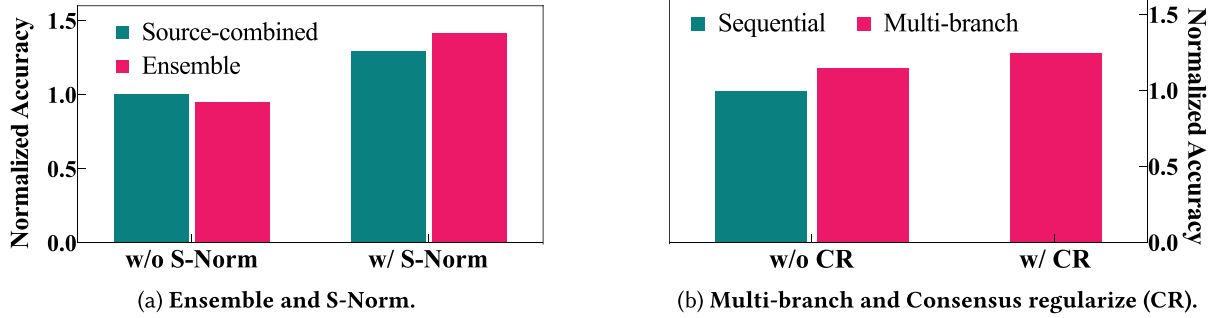 Normalized Accuracy
1.5
1.0
0.5
0.0
Source-combined
Ensemble
w/o S-Norm
w/ S-Norm
(a) Ensemble and S-Norm.
Sequential
Multi-branch
1.5
1.0
0.5
0.0
Normalized Accuracy
w/o CR
w/ CR
(b) Multi-branch and Consensus regularize (CR).